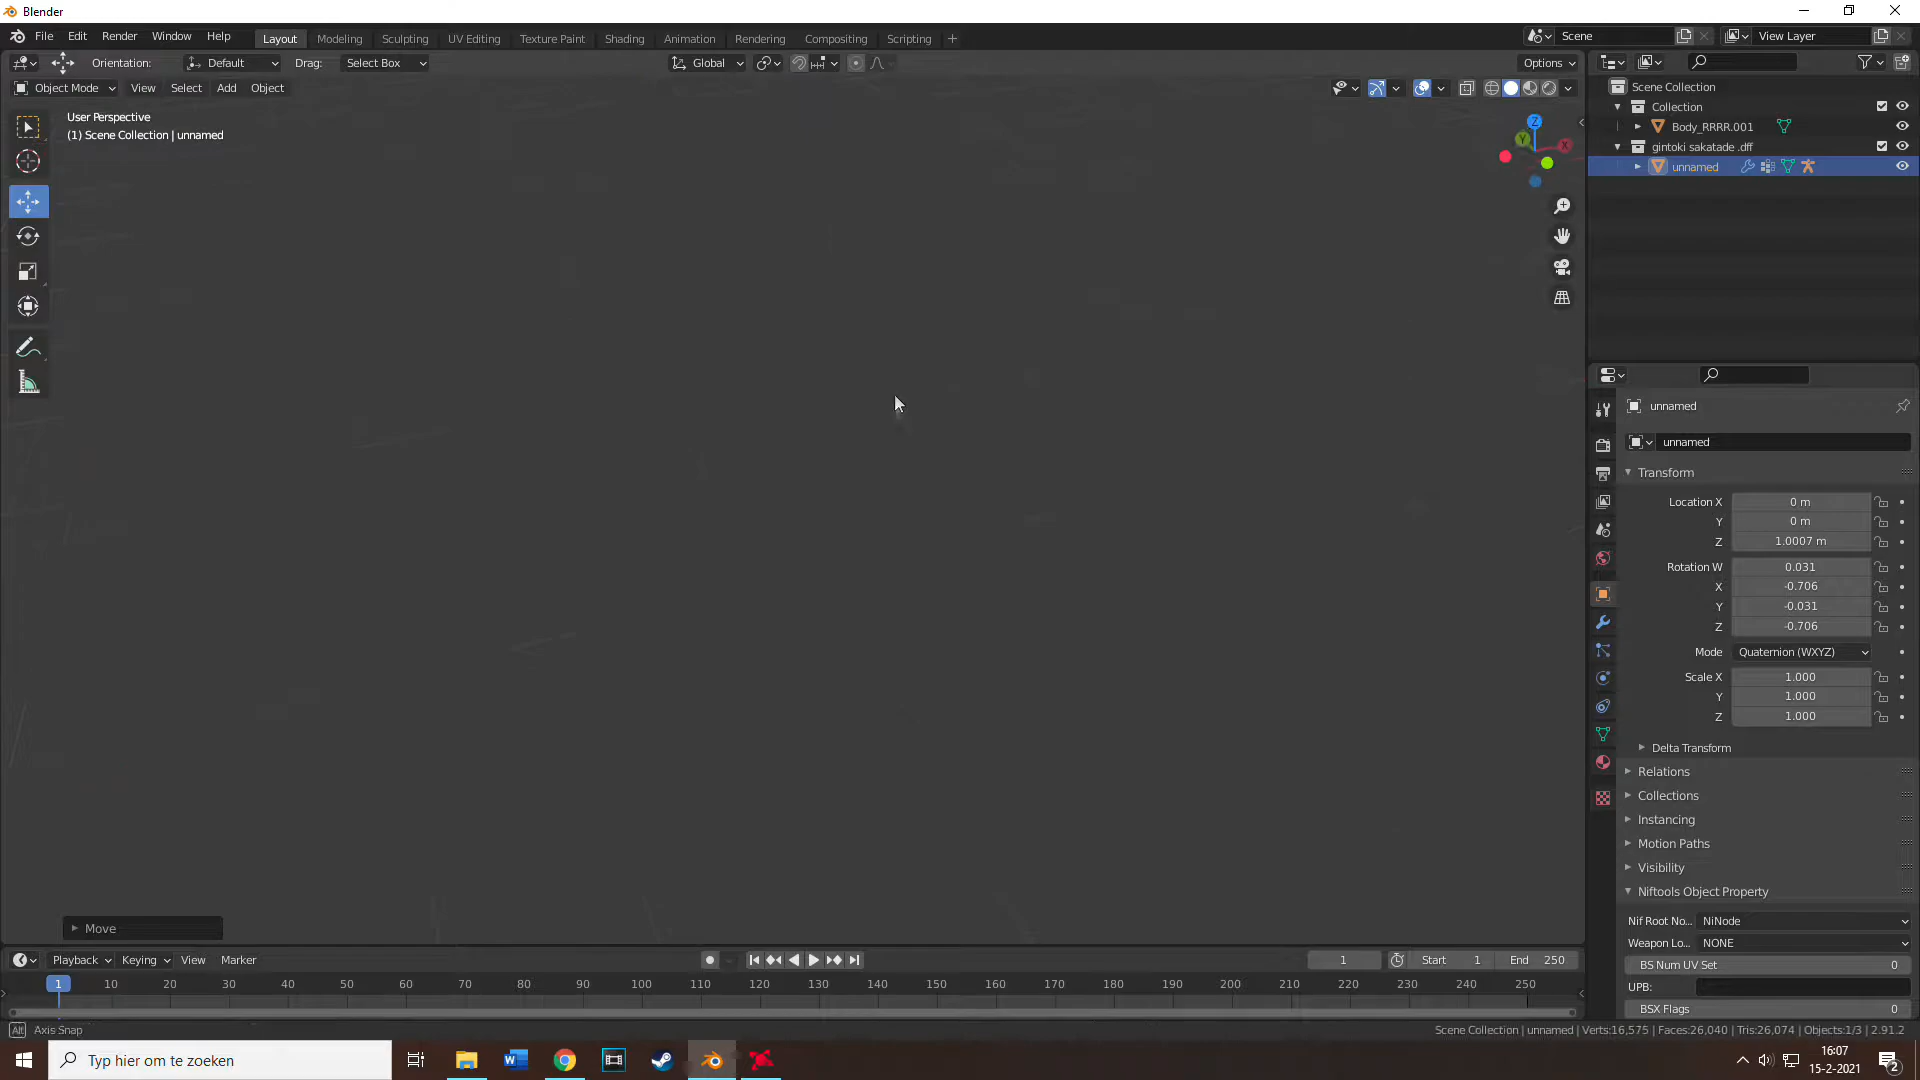 Blender
File Edit Render Window Help Layout Modeling Sculpting UV Editing Texture Paint Shading Animation Rendering Compositing Scripting + Scene View Layer
Orientation: Default Drag: Select Box Global Options
Object Mode View Select Add Object
User Perspective
(1) Scene Collection | unnamed
Z
Y
X
Scene Collection
Collection
Body_RRRR.001
gintoki sakatade .dff
unnamed
unnamed
unnamed
Transform
Location X 0 m
Y 0 m
Z 1.0007 m
Rotation W 0.031
X -0.706
Y -0.031
Z -0.706
Mode Quaternion (WXYZ)
Scale X 1.000
Y 1.000
Z 1.000
Delta Transform
Relations
Collections
Instancing
Motion Paths
Visibility
Niftools Object Property
Nif Root No... NiNode
Weapon Lo... NONE
BS Num UV Set 0
UPB:
BSX Flags 0
Move
Playback Keying View Marker 1 Start 1 End 250
1 10 20 30 40 50 60 70 80 90 100 110 120 130 140 150 160 170 180 190 200 210 220 230 240 250
Alt Axis Snap
Scene Collection | unnamed | Verts:16,575 | Faces:26,040 | Tris:26,074 | Objects:1/3 | 2.91.2
Typ hier om te zoeken
16:07
15-2-2021
2